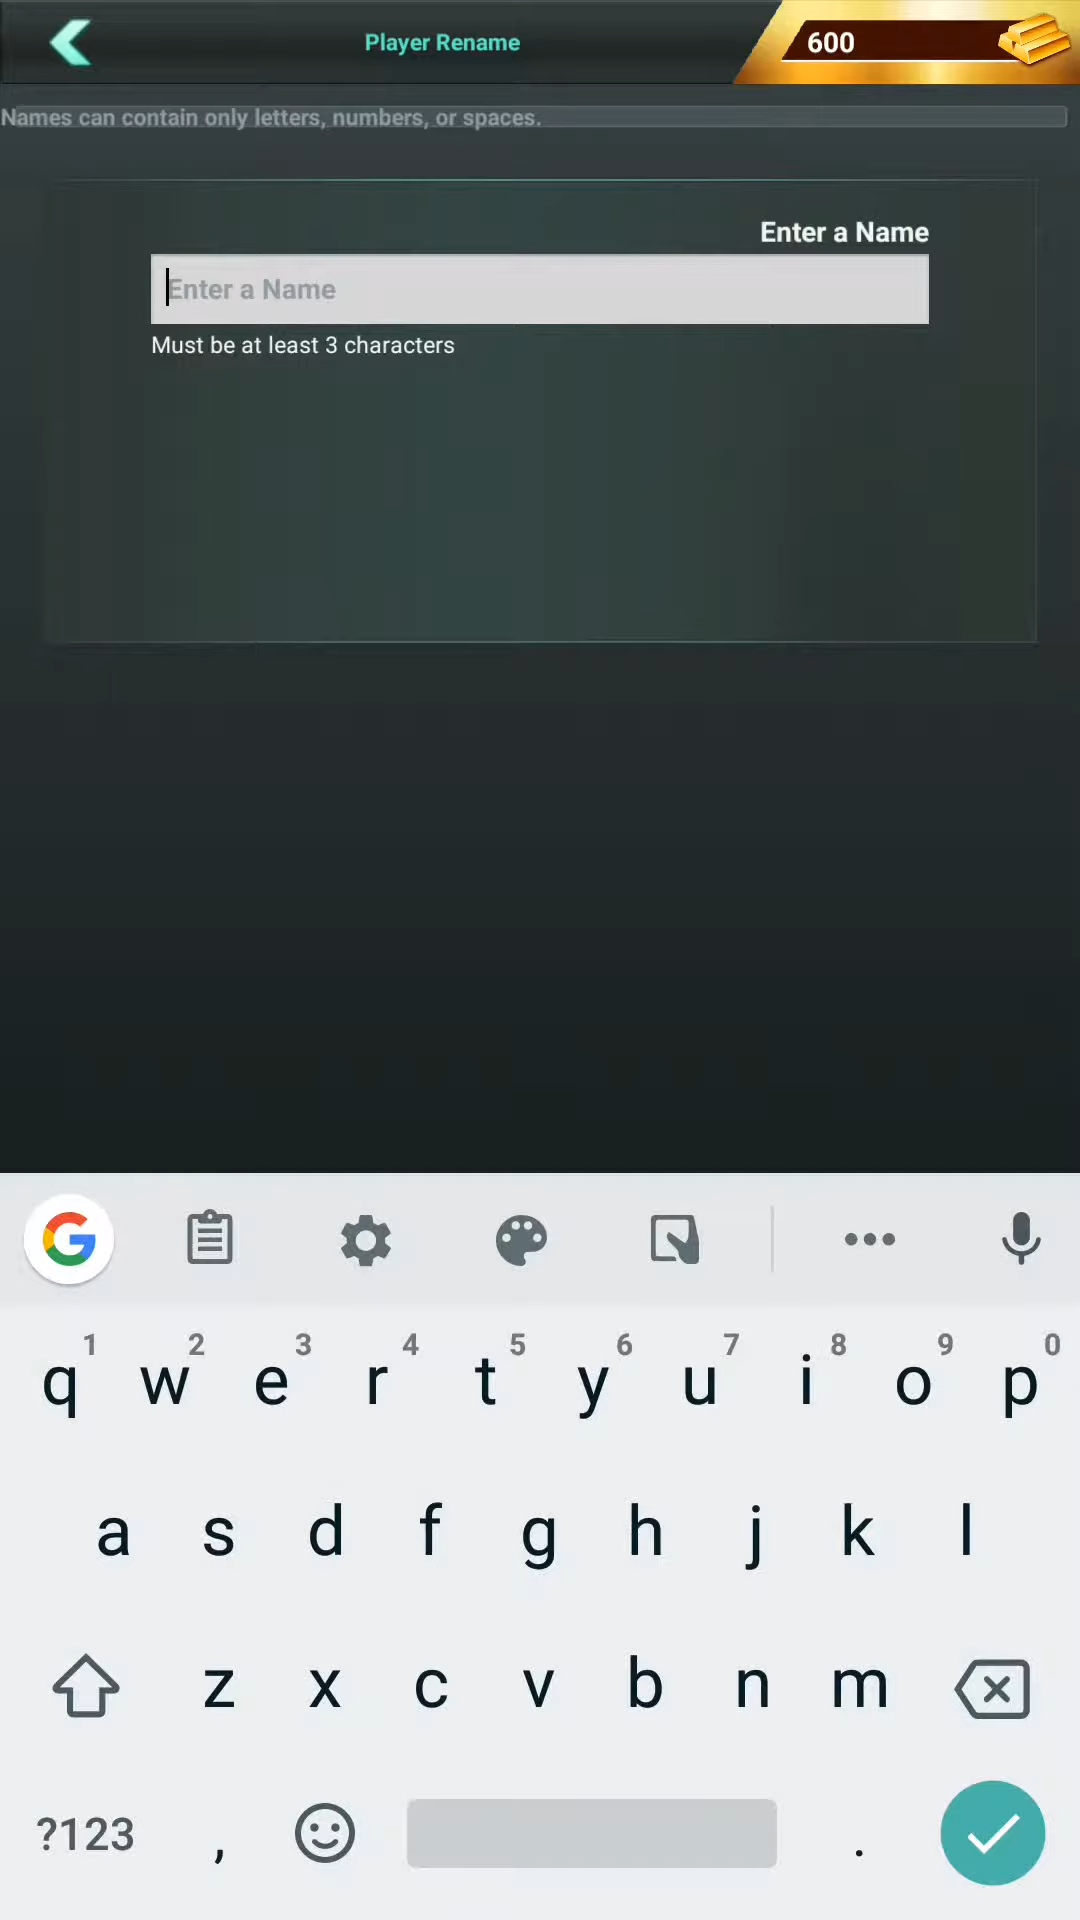 Player Rename
600
Names can contain only letters, numbers, or spaces.
Enter a Name
Enter a Name
Must be at least 3 characters
G
1 2 3 4 5 6 7 8 9 0
q w e r t y u i o p
a s d f g h j k l
z x c v b n m
?123 , .